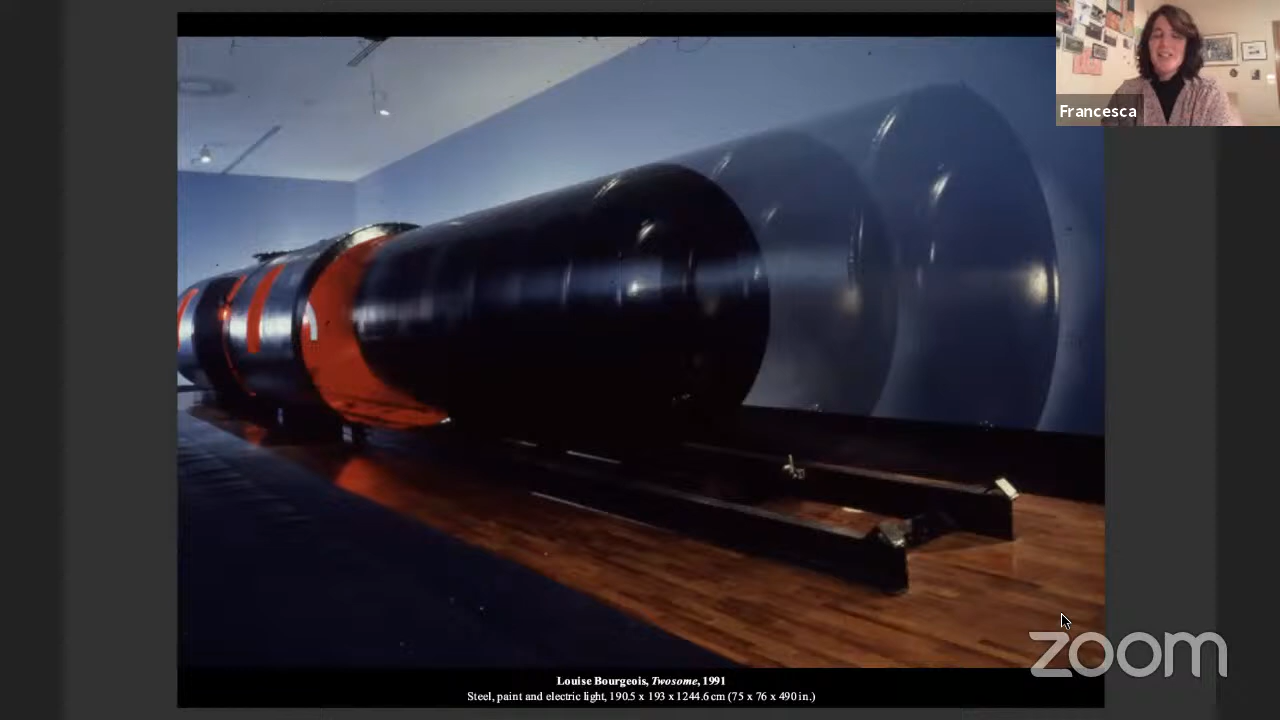 Francesca
Louise Bourgeois, Twosome, 1991
Steel, paint and electric light, 190.5 x 193 x 1244.6 cm (75 x 76 x 490 in.)
zoom